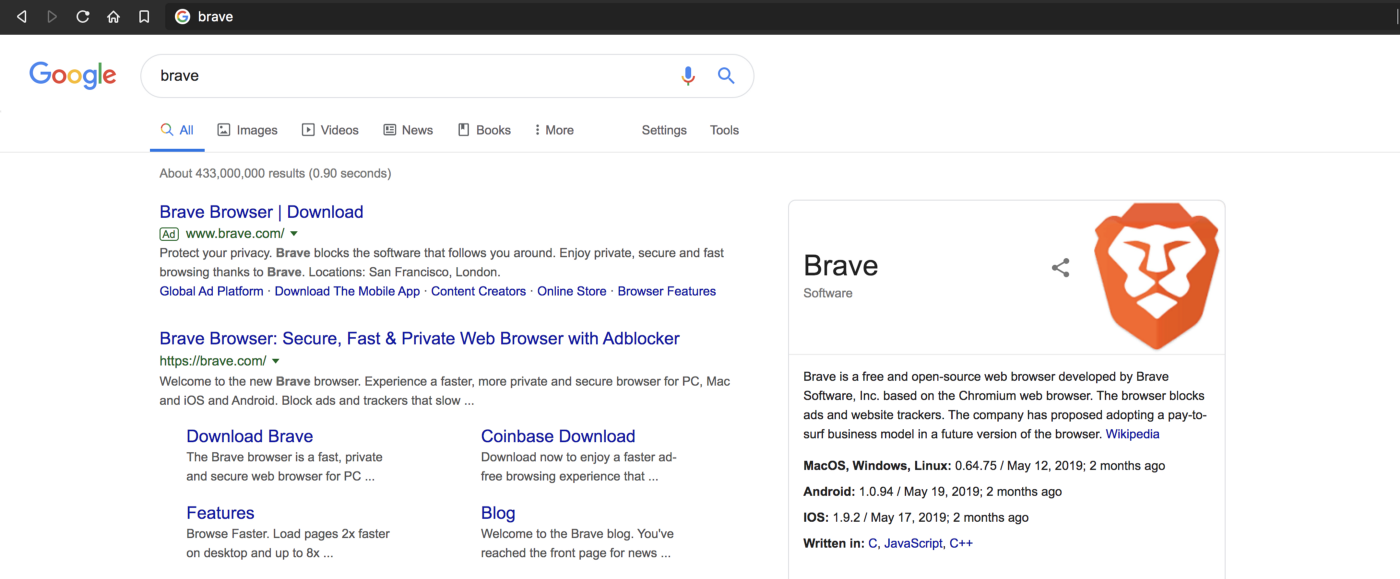 brave
Google
brave
All Images Videos News Books More Settings Tools
About 433,000,000 results (0.90 seconds)
Brave Browser | Download
Ad www.brave.com/
Protect your privacy. Brave blocks the software that follows you around. Enjoy private, secure and fast
browsing thanks to Brave. Locations: San Francisco, London.
Global Ad Platform · Download The Mobile App · Content Creators · Online Store · Browser Features
Brave Browser: Secure, Fast & Private Web Browser with Adblocker
https://brave.com/
Welcome to the new Brave browser. Experience a faster, more private and secure browser for PC, Mac
and iOS and Android. Block ads and trackers that slow ...
Download Brave
The Brave browser is a fast, private
and secure web browser for PC ...
Coinbase Download
Download now to enjoy a faster ad-
free browsing experience that ...
Features
Browse Faster. Load pages 2x faster
on desktop and up to 8x ...
Blog
Welcome to the Brave blog. You've
reached the front page for news ...
Brave
Software
Brave is a free and open-source web browser developed by Brave
Software, Inc. based on the Chromium web browser. The browser blocks
ads and website trackers. The company has proposed adopting a pay-to-
surf business model in a future version of the browser. Wikipedia
MacOS, Windows, Linux: 0.64.75 / May 12, 2019; 2 months ago
Android: 1.0.94 / May 19, 2019; 2 months ago
IOS: 1.9.2 / May 17, 2019; 2 months ago
Written in: C, JavaScript, C++